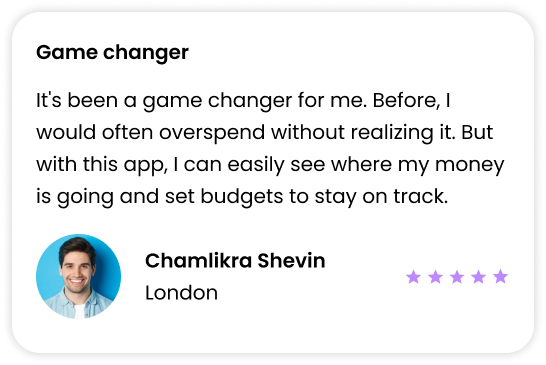 Game changer
It's been a game changer for me. Before, I
would often overspend without realizing it. But
with this app, I can easily see where my money
is going and set budgets to stay on track.
Chamlikra Shevin
London